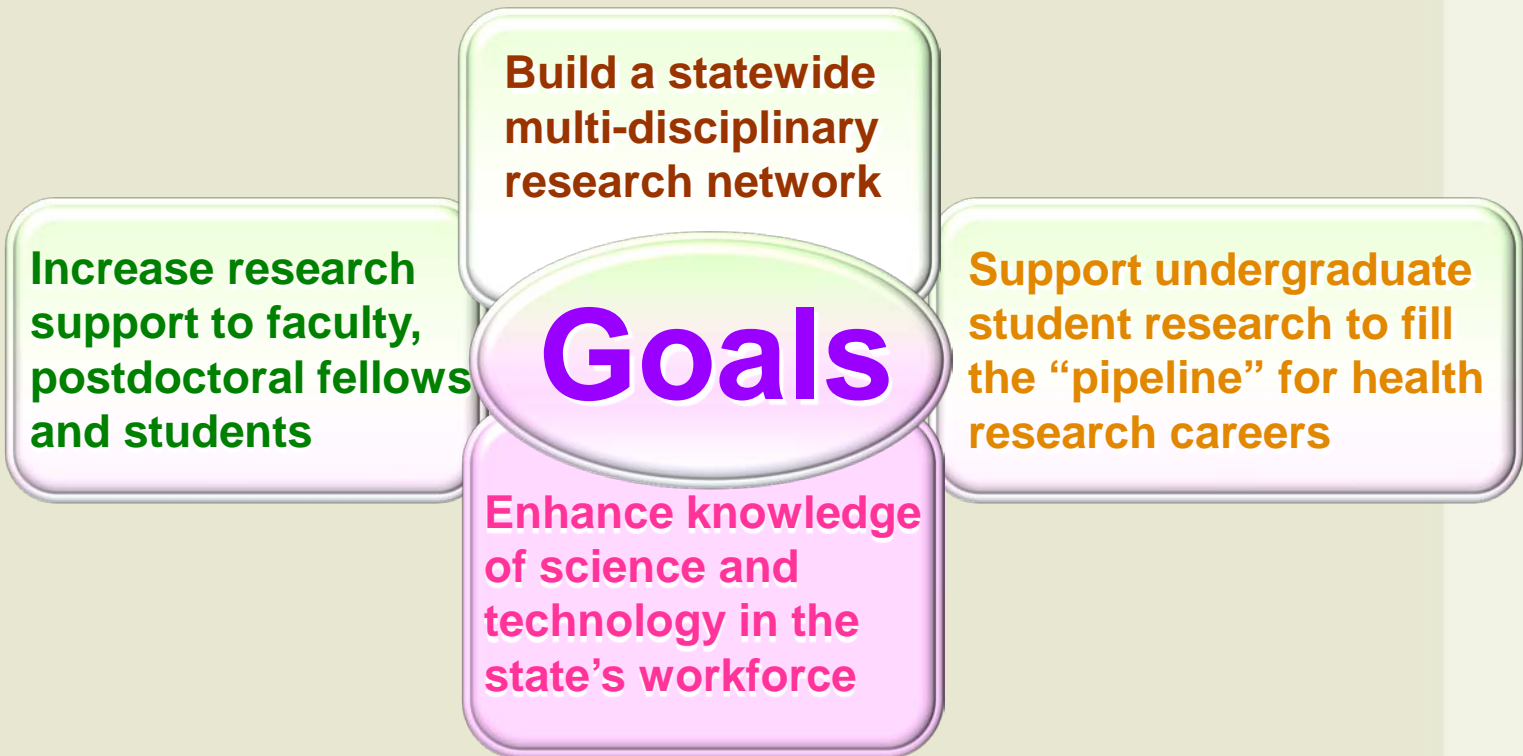 Build a statewide
multi-disciplinary
research network
Increase research
support to faculty,
postdoctoral fellows
and students
Goals
Support undergraduate
student research to fill
the “pipeline” for health
research careers
Enhance knowledge
of science and
technology in the
state’s workforce